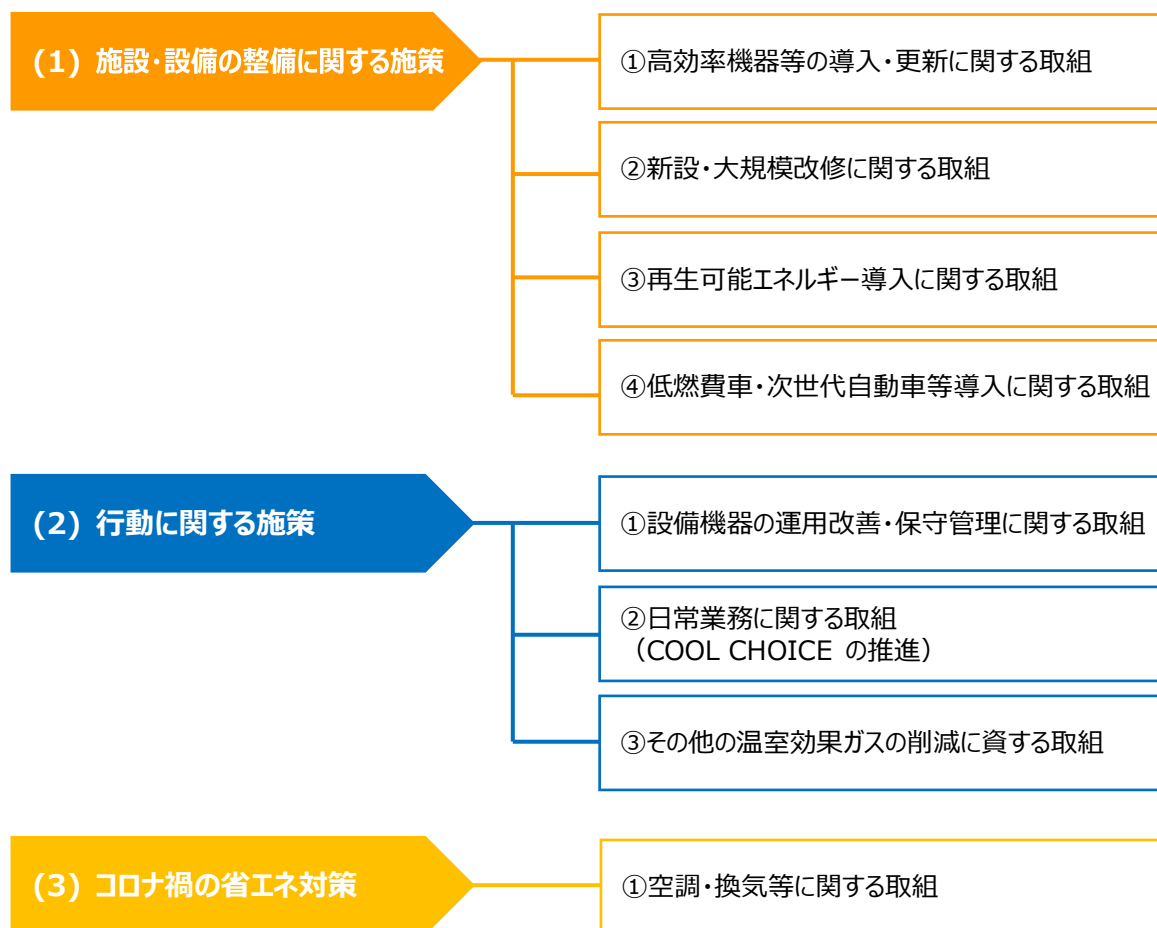 (1) 施設・設備の整備に関する施策
①高効率機器等の導入・更新に関する取組
②新設・大規模改修に関する取組
③再生可能エネルギー導入に関する取組
④低燃費車・次世代自動車等導入に関する取組
(2) 行動に関する施策
①設備機器の運用改善・保守管理に関する取組
②日常業務に関する取組
（COOL CHOICE の推進）
③その他の温室効果ガスの削減に資する取組
(3) コロナ禍の省エネ対策
①空調・換気等に関する取組